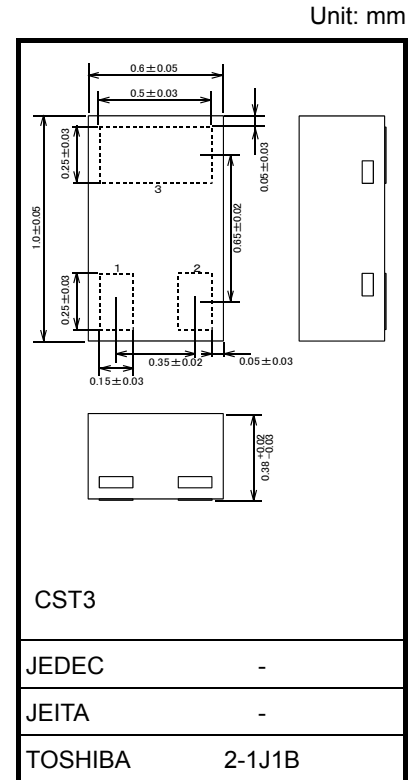 Unit: mm
0.6±0.05
0.5±0.03
0.25±0.03
0.05±0.03
3
1.0±0.05
0.65±0.02
1
2
0.25±0.03
0.35±0.02
0.05±0.03
0.15±0.03
0.38 +0.02 -0.03
CST3
JEDEC -
JEITA -
TOSHIBA 2-1J1B